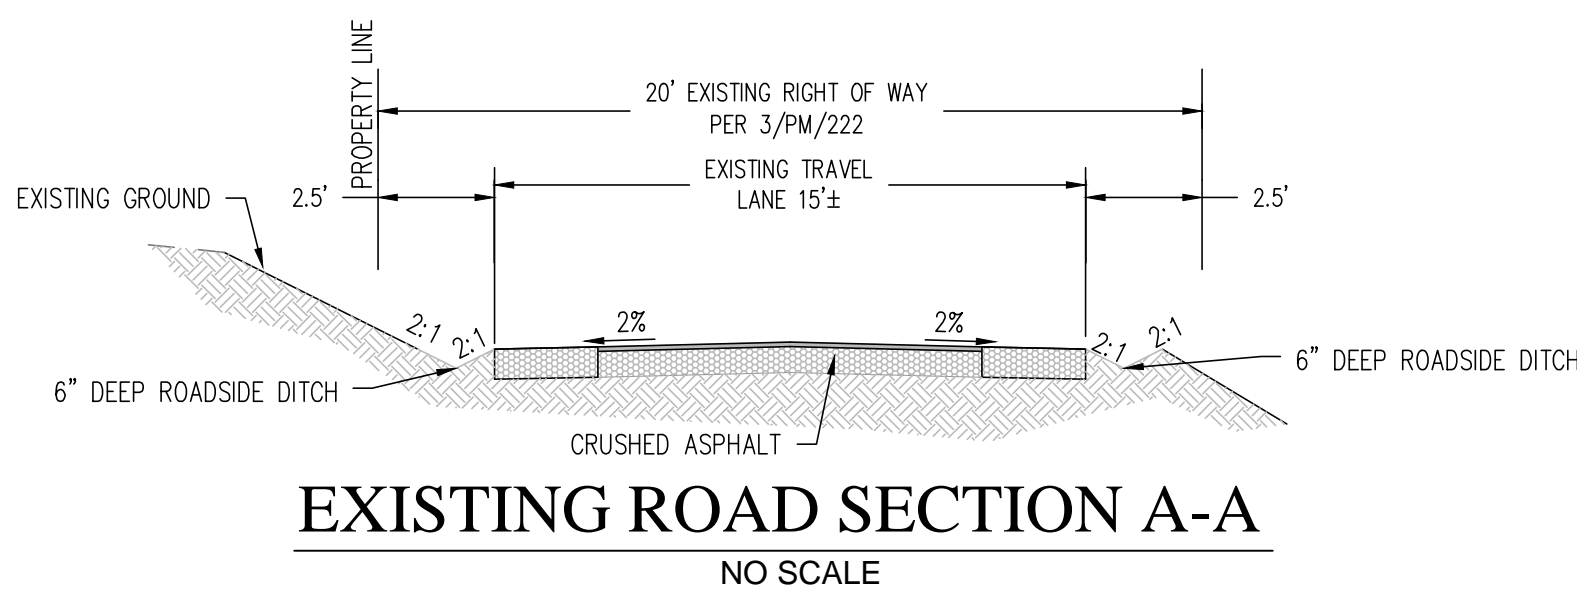 PROPERTY LINE
20' EXISTING RIGHT OF WAY
PER 3/PM/222
EXISTING TRAVEL
LANE 15'±
EXISTING GROUND
2.5'
2.5'
2:1
2:1
2%
2%
2:1
2:1
6" DEEP ROADSIDE DITCH
6" DEEP ROADSIDE DITCH
CRUSHED ASPHALT
EXISTING ROAD SECTION A-A
NO SCALE